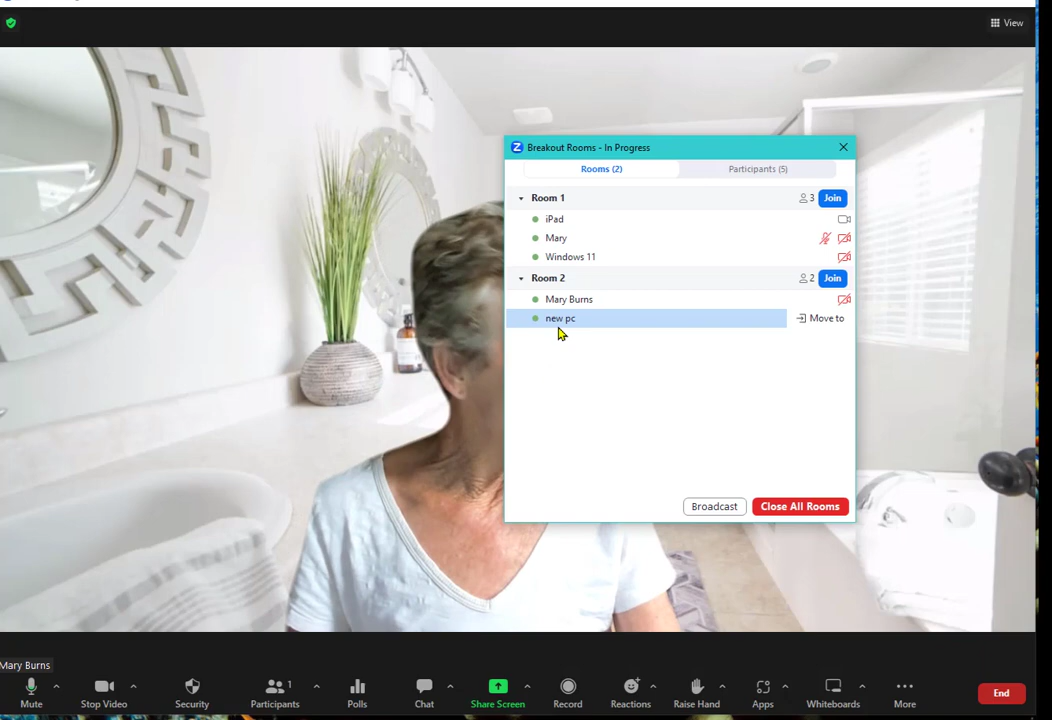 View
Breakout Rooms - In Progress
Rooms (2)
Participants (5)
Room 1
3
Join
iPad
Mary
Windows 11
Room 2
2
Join
Mary Burns
new pc
Move to
Broadcast
Close All Rooms
Mary Burns
1
Mute
Stop Video
Security
Participants
Polls
Chat
Share Screen
Record
Reactions
Raise Hand
Apps
Whiteboards
More
End